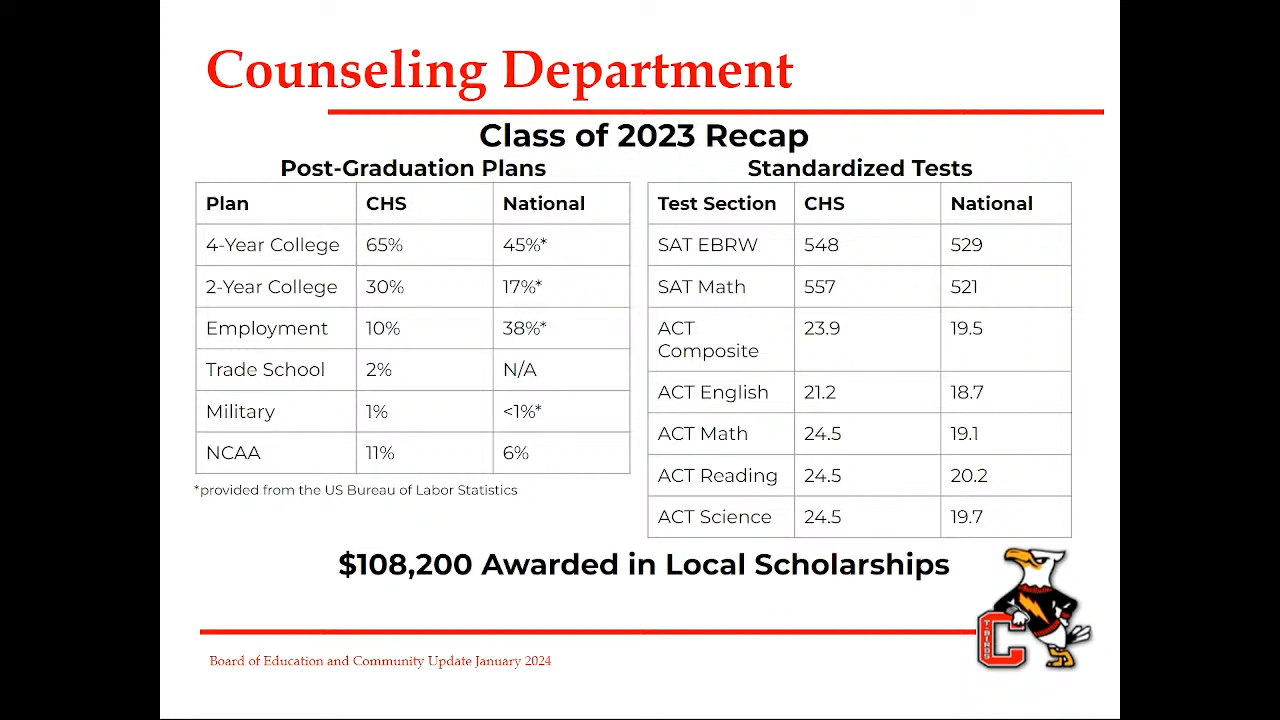 Counseling Department
Class of 2023 Recap
Post-Graduation Plans
Plan CHS National
4-Year College 65% 45%*
2-Year College 30% 17%*
Employment 10% 38%*
Trade School 2% N/A
Military 1% <1%*
NCAA 11% 6%
*provided from the US Bureau of Labor Statistics
Standardized Tests
Test Section CHS National
SAT EBRW 548 529
SAT Math 557 521
ACT
Composite 23.9 19.5
ACT English 21.2 18.7
ACT Math 24.5 19.1
ACT Reading 24.5 20.2
ACT Science 24.5 19.7
$108,200 Awarded in Local Scholarships
C
T-BIRDS
Board of Education and Community Update January 2024